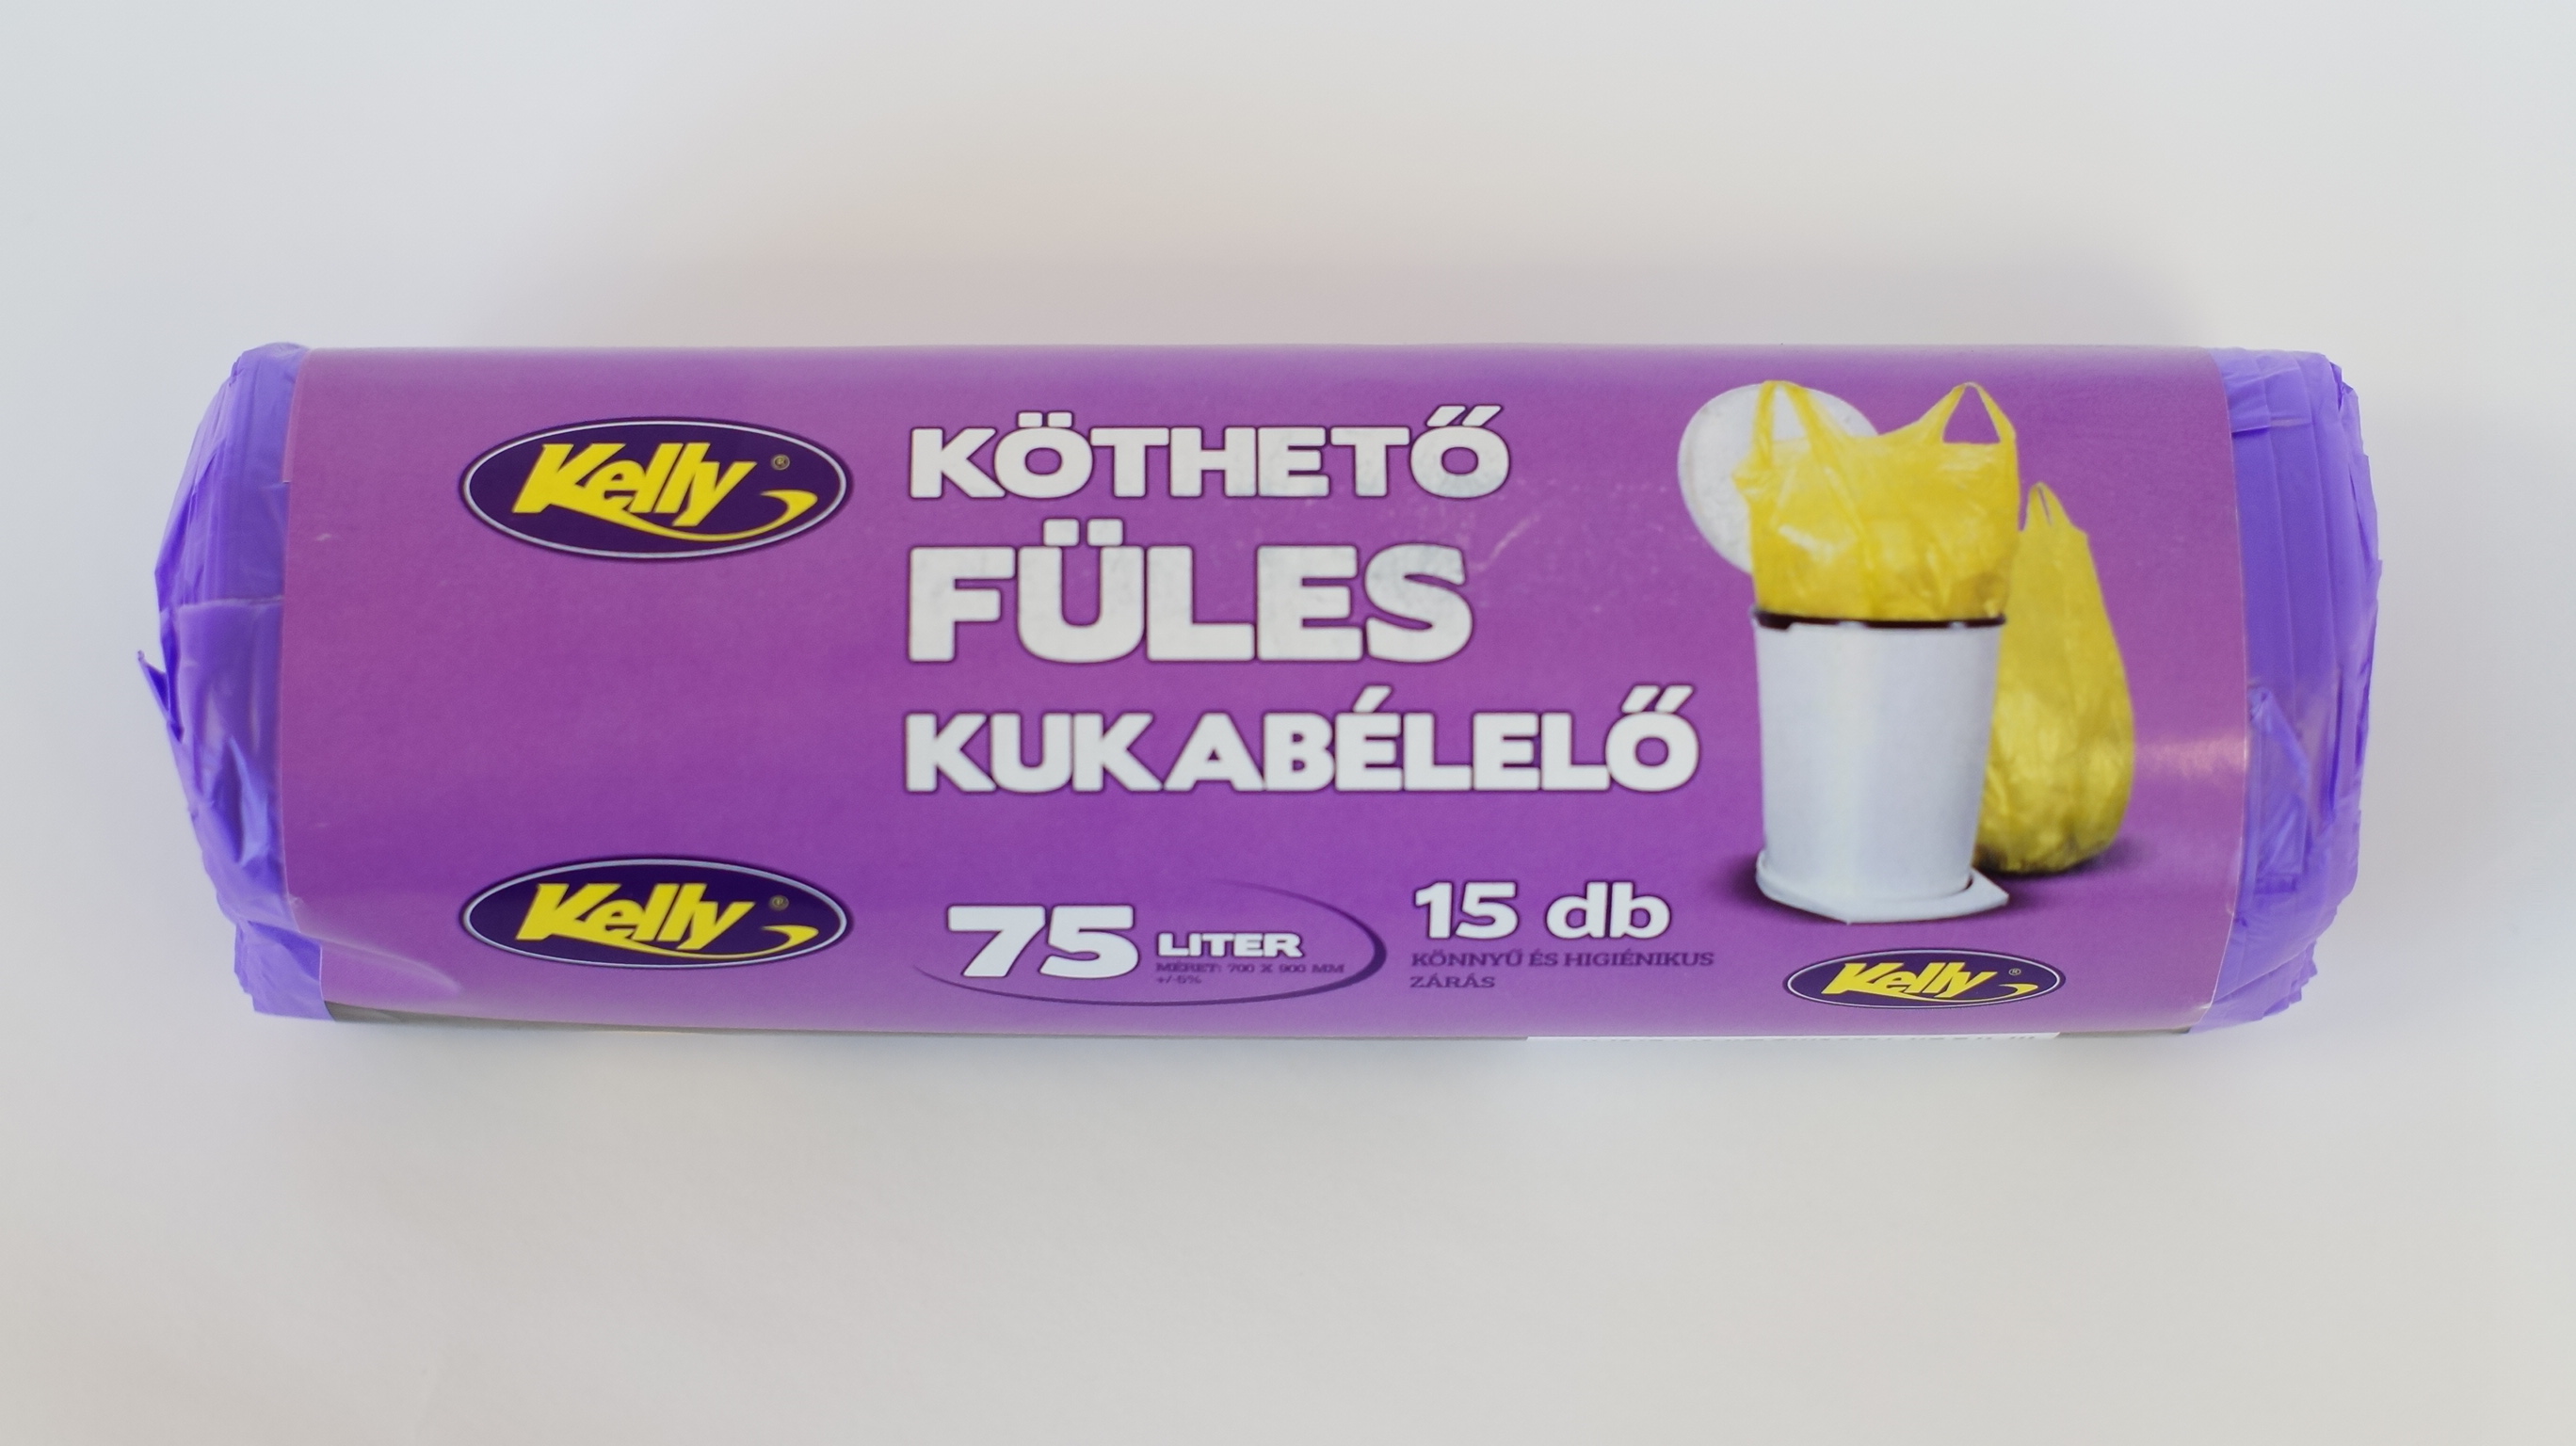 Kelly®
KÖTHETŐ
FÜLES
KUKABÉLELŐ
Kelly®
75 LITER
MÉRET: 700 X 900 MM
+/-5%
15 db
KÖNNYŰ ÉS HIGIÉNIKUS
ZÁRÁS
Kelly®